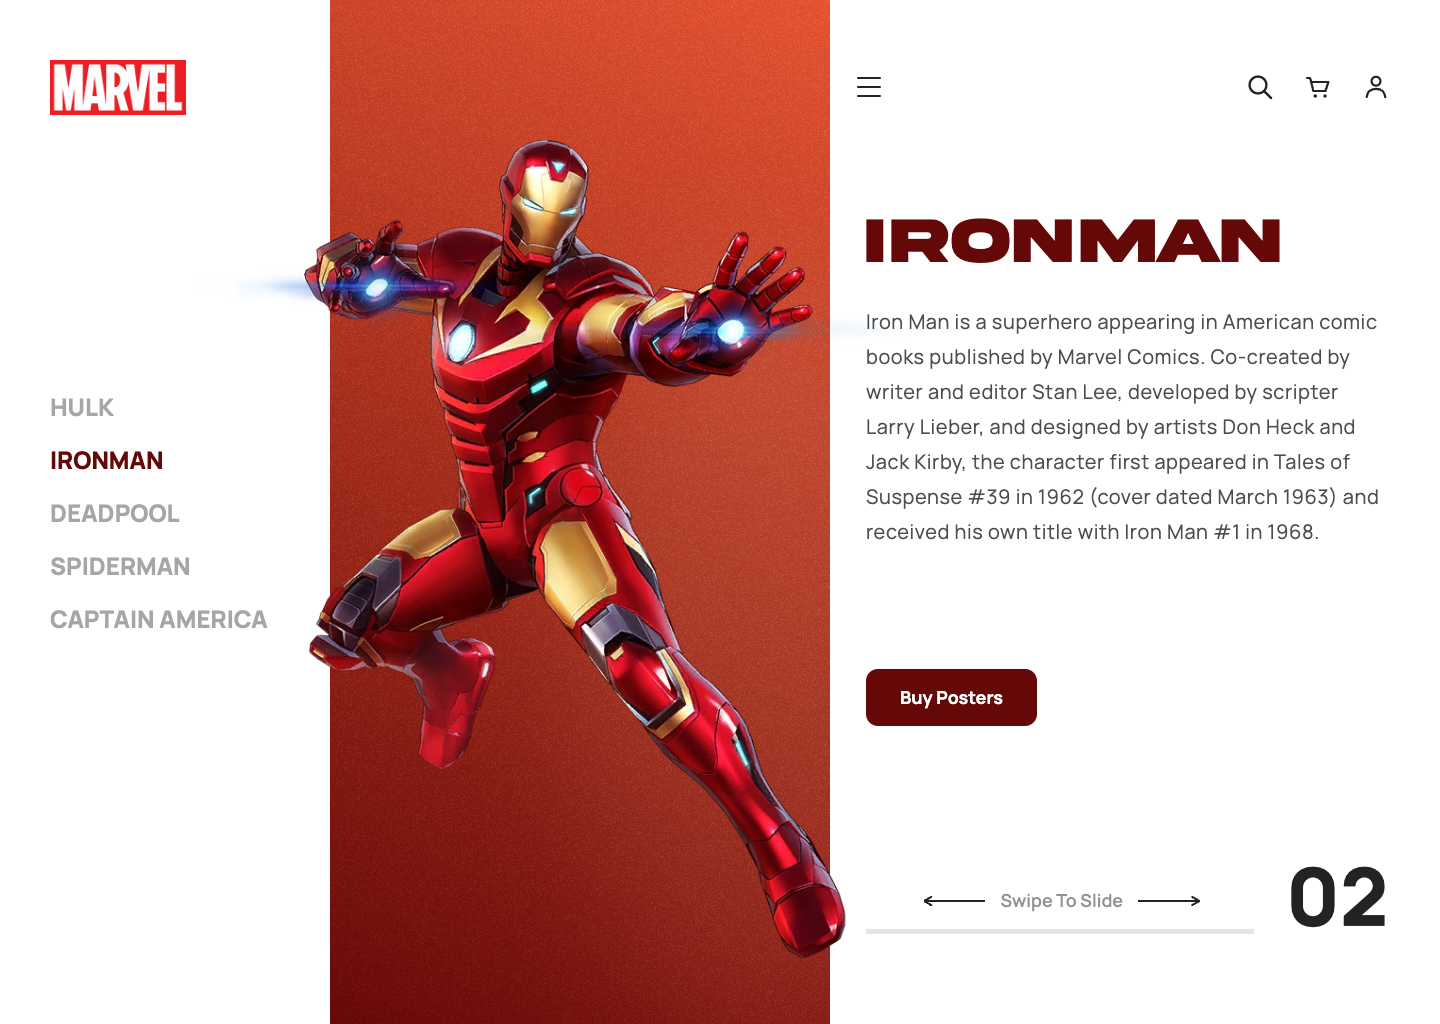 MARVEL
HULK
IRONMAN
DEADPOOL
SPIDERMAN
CAPTAIN AMERICA
IRONMAN
Iron Man is a superhero appearing in American comic
books published by Marvel Comics. Co-created by
writer and editor Stan Lee, developed by scripter
Larry Lieber, and designed by artists Don Heck and
Jack Kirby, the character first appeared in Tales of
Suspense #39 in 1962 (cover dated March 1963) and
received his own title with Iron Man #1 in 1968.
Buy Posters
Swipe To Slide
02